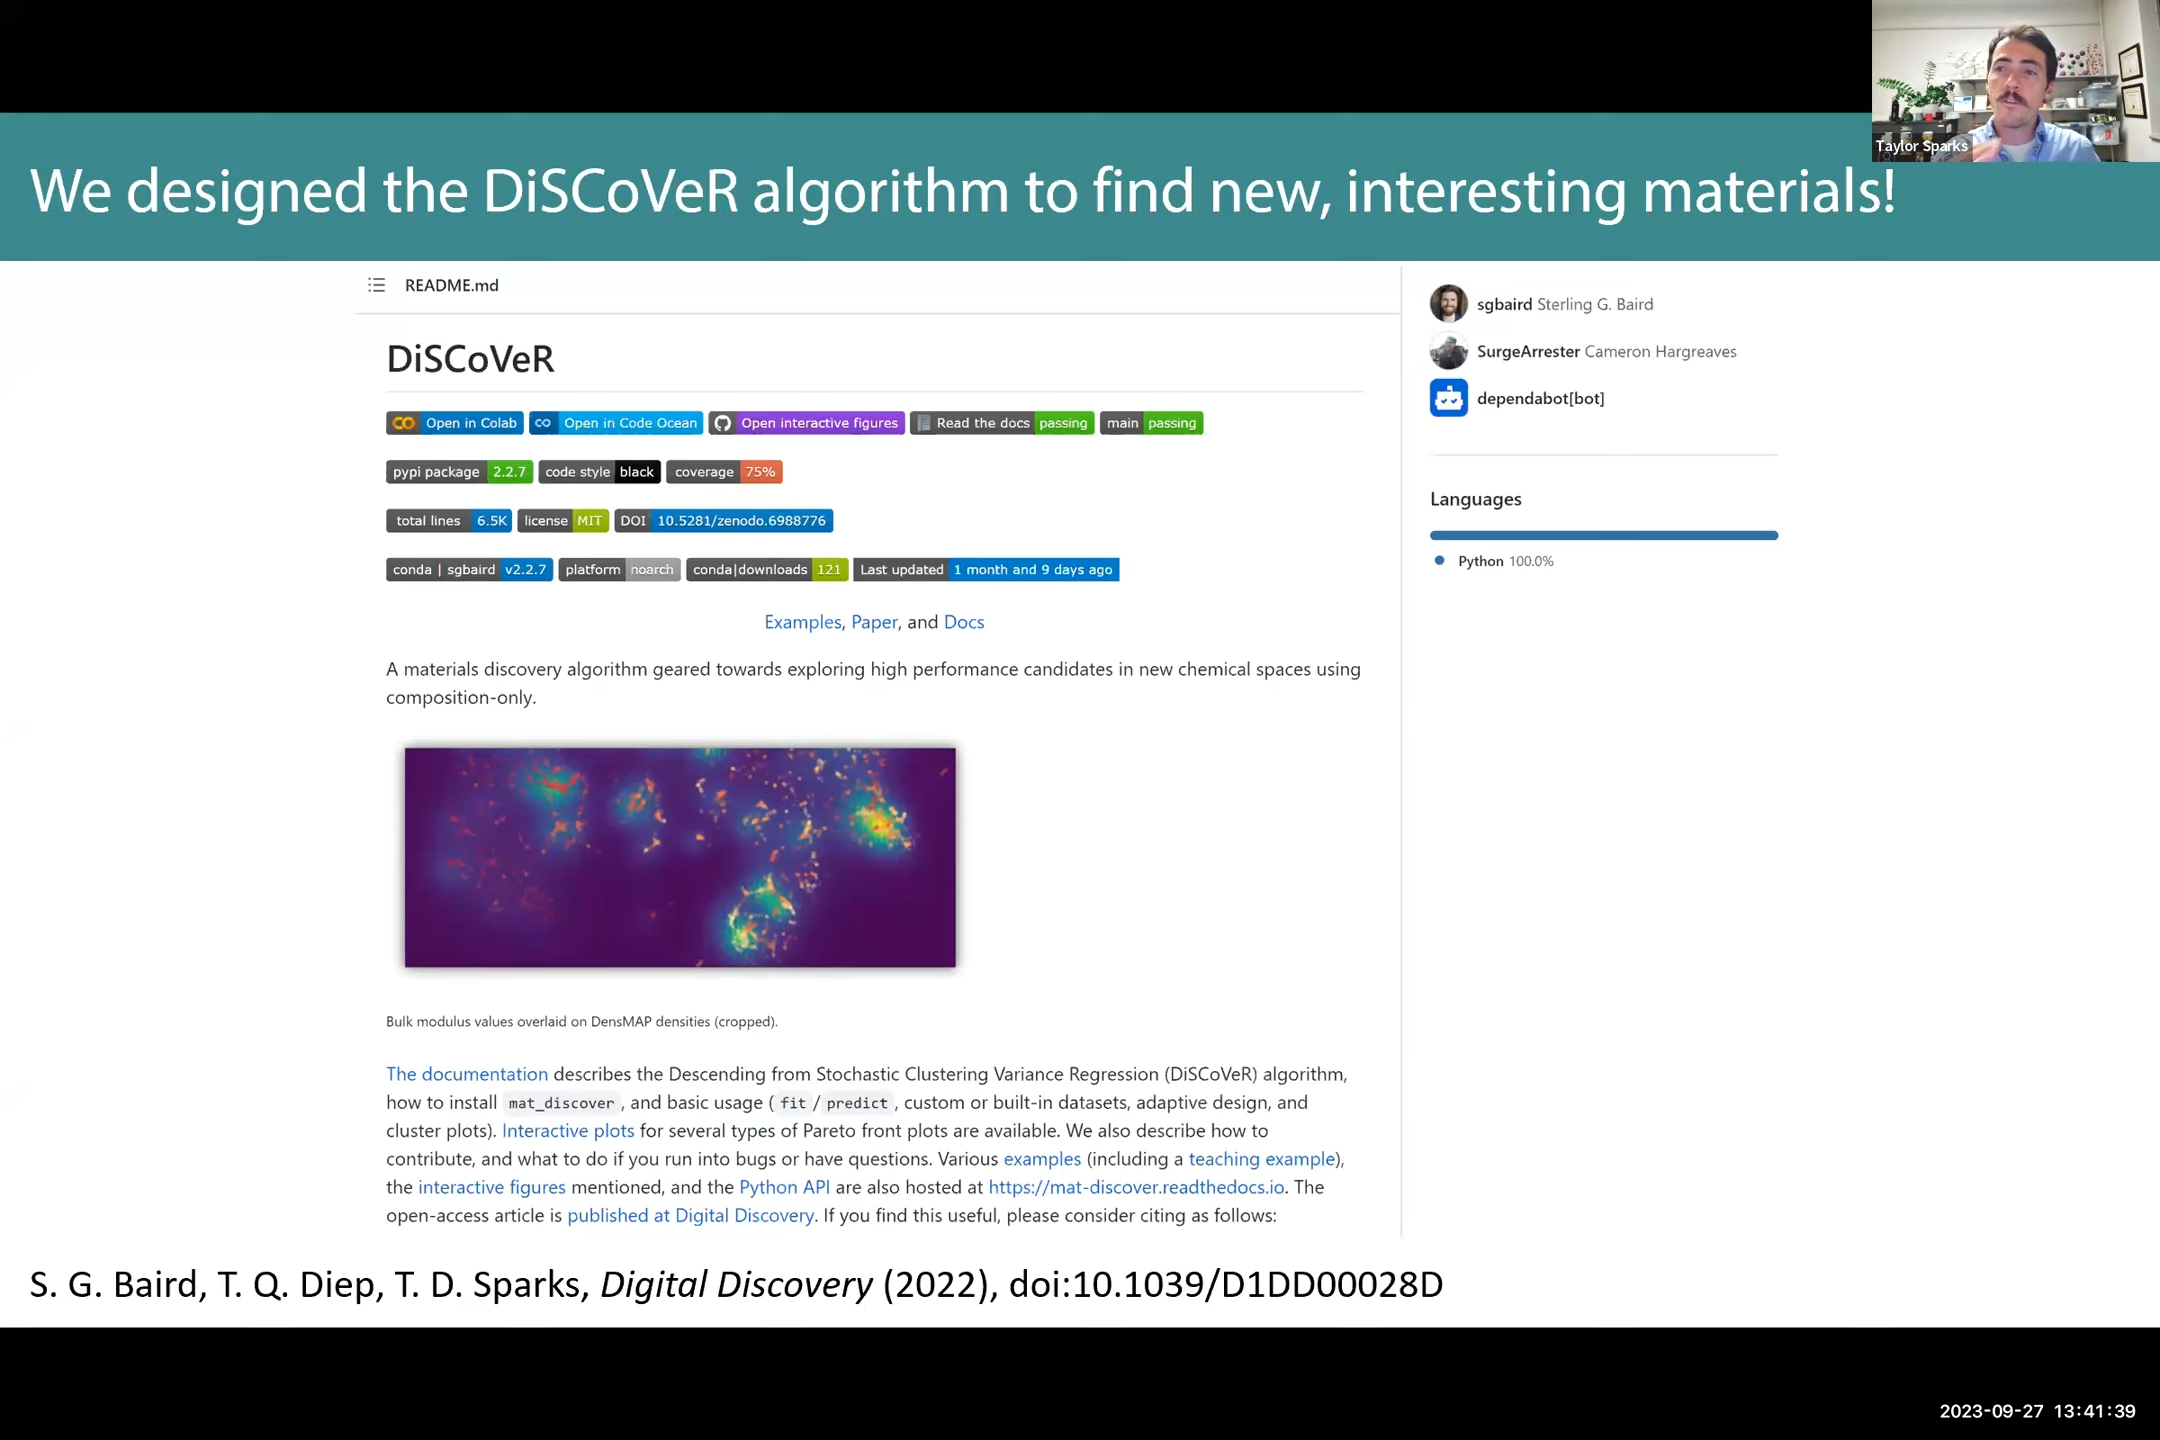 Taylor Sparks
We designed the DiSCoVeR algorithm to find new, interesting materials!
README.md
DiSCoVeR
Open in Colab Open in Code Ocean Open interactive figures Read the docs passing main passing
pypi package 2.2.7 code style black coverage 75%
total lines 6.5K license MIT DOI 10.5281/zenodo.6988776
conda | sgbaird v2.2.7 platform noarch conda|downloads 121 Last updated 1 month and 9 days ago
Examples, Paper, and Docs
A materials discovery algorithm geared towards exploring high performance candidates in new chemical spaces using
composition-only.
Bulk modulus values overlaid on DensMAP densities (cropped).
The documentation describes the Descending from Stochastic Clustering Variance Regression (DiSCoVeR) algorithm,
how to install mat_discover , and basic usage ( fit / predict , custom or built-in datasets, adaptive design, and
cluster plots). Interactive plots for several types of Pareto front plots are available. We also describe how to
contribute, and what to do if you run into bugs or have questions. Various examples (including a teaching example),
the interactive figures mentioned, and the Python API are also hosted at https://mat-discover.readthedocs.io. The
open-access article is published at Digital Discovery. If you find this useful, please consider citing as follows:
sgbaird Sterling G. Baird
SurgeArrester Cameron Hargreaves
dependabot[bot]
Languages
Python 100.0%
S. G. Baird, T. Q. Diep, T. D. Sparks, Digital Discovery (2022), doi:10.1039/D1DD00028D
2023-09-27 13:41:39